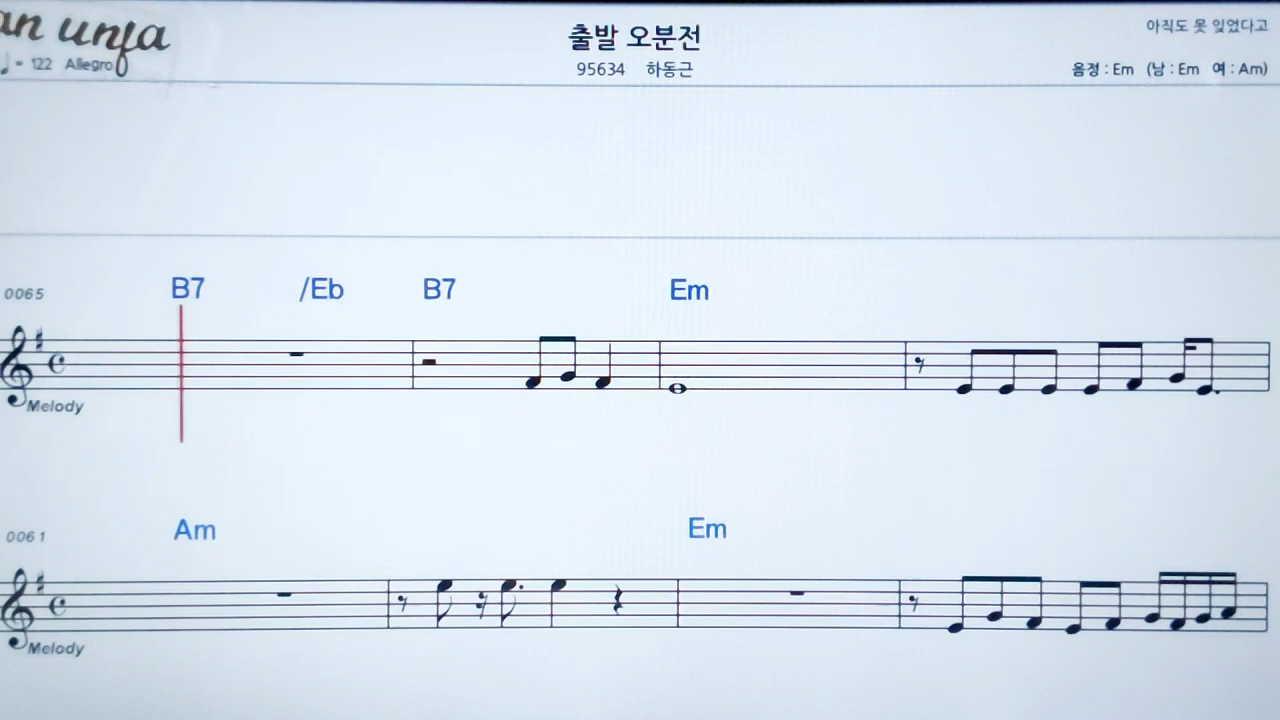 an unfa
출발 오분전
아직도 못 잊었다고
♩ = 122 Allegro
95634 하동근
음정 : Em (남 : Em 여 : Am)
B7 /Eb B7 Em
0065
Melody
Am Em
0061
Melody